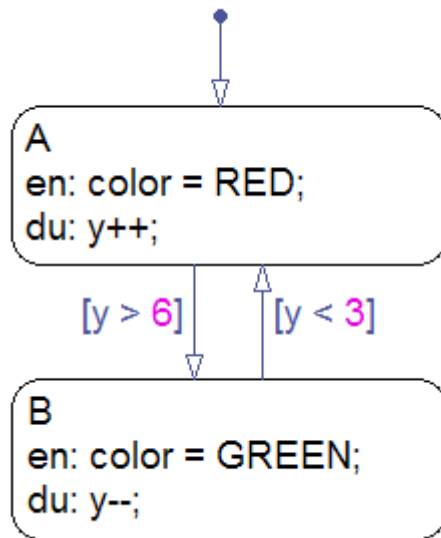 A
en: color = RED;
du: y++;
[y > 6] [y < 3]
B
en: color = GREEN;
du: y--;